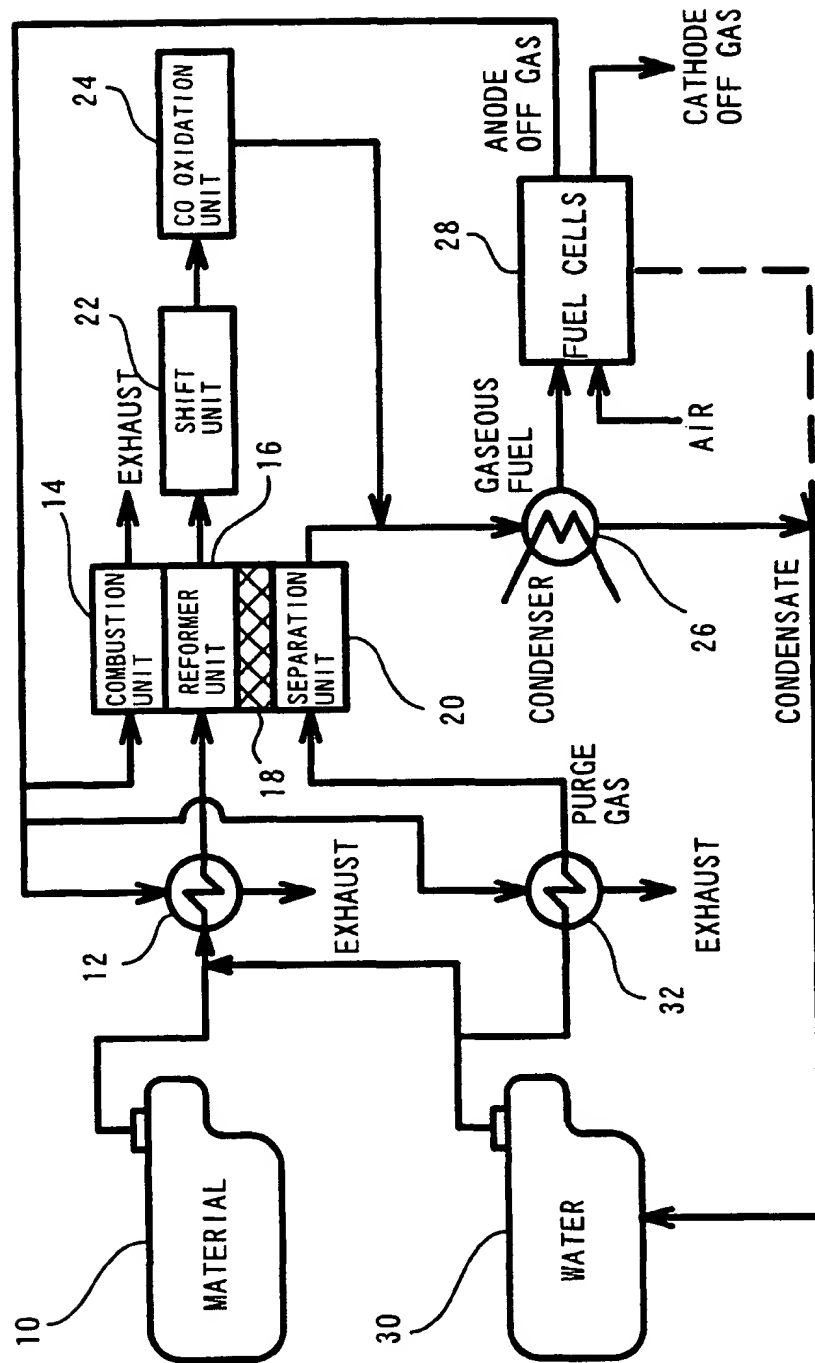 10
MATERIAL
12
EXHAUST
14
COMBUSTION
UNIT
EXHAUST
REFORMER
UNIT
16
18
SEPARATION
UNIT
20
22
SHIFT
UNIT
24
CO OXIDATION
UNIT
30
WATER
32
EXHAUST
PURGE
GAS
CONDENSER
26
GASEOUS
FUEL
28
FUEL CELLS
AIR
ANODE
OFF GAS
CATHODE
OFF GAS
CONDENSATE